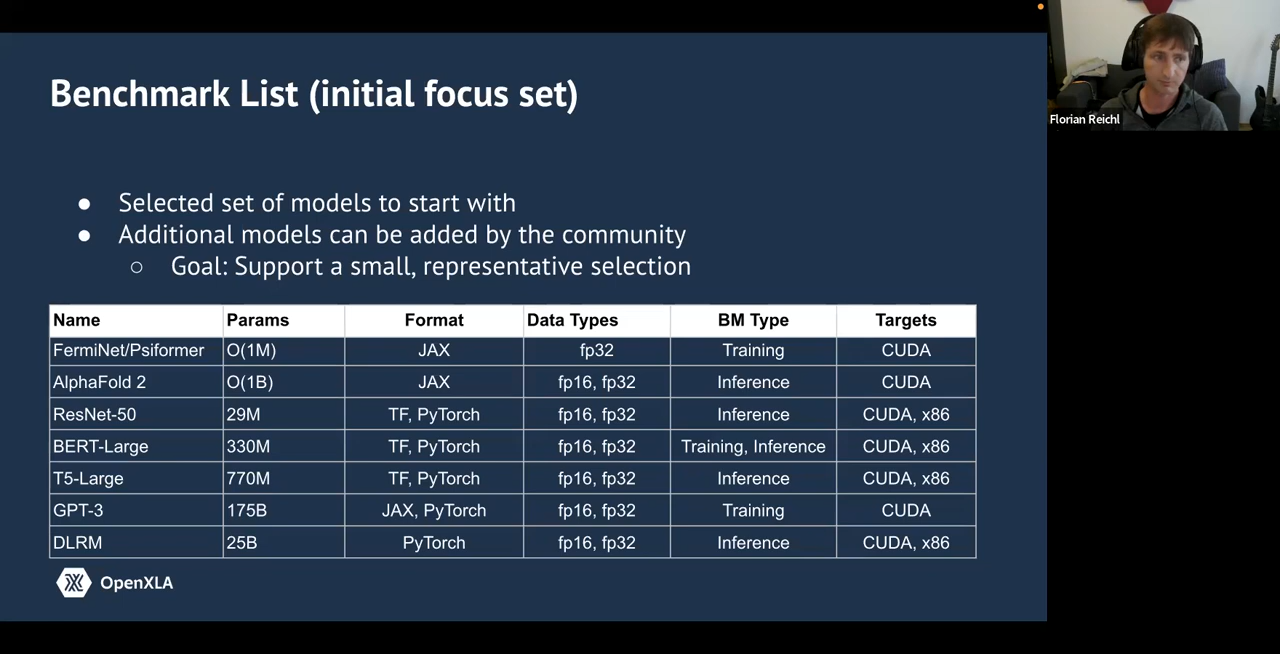 Benchmark List (initial focus set)
● Selected set of models to start with
● Additional models can be added by the community
○ Goal: Support a small, representative selection
Name Params Format Data Types BM Type Targets
FermiNet/Psiformer O(1M) JAX fp32 Training CUDA
AlphaFold 2 O(1B) JAX fp16, fp32 Inference CUDA
ResNet-50 29M TF, PyTorch fp16, fp32 Inference CUDA, x86
BERT-Large 330M TF, PyTorch fp16, fp32 Training, Inference CUDA, x86
T5-Large 770M TF, PyTorch fp16, fp32 Inference CUDA, x86
GPT-3 175B JAX, PyTorch fp16, fp32 Training CUDA
DLRM 25B PyTorch fp16, fp32 Inference CUDA, x86
OpenXLA
Florian Reichl